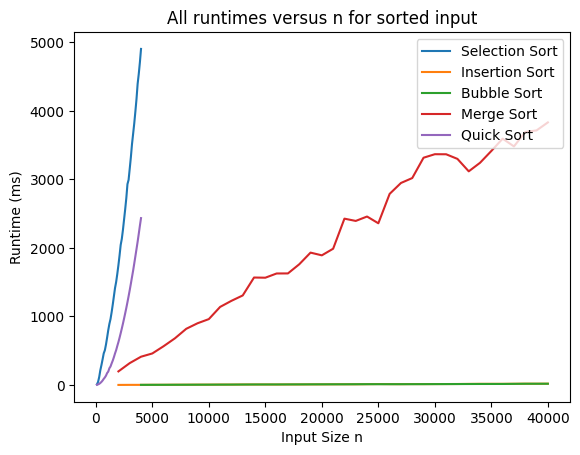 All runtimes versus n for sorted input
5000
4000
3000
2000
1000
0
Runtime (ms)
Selection Sort
Insertion Sort
Bubble Sort
Merge Sort
Quick Sort
0 5000 10000 15000 20000 25000 30000 35000 40000
Input Size n